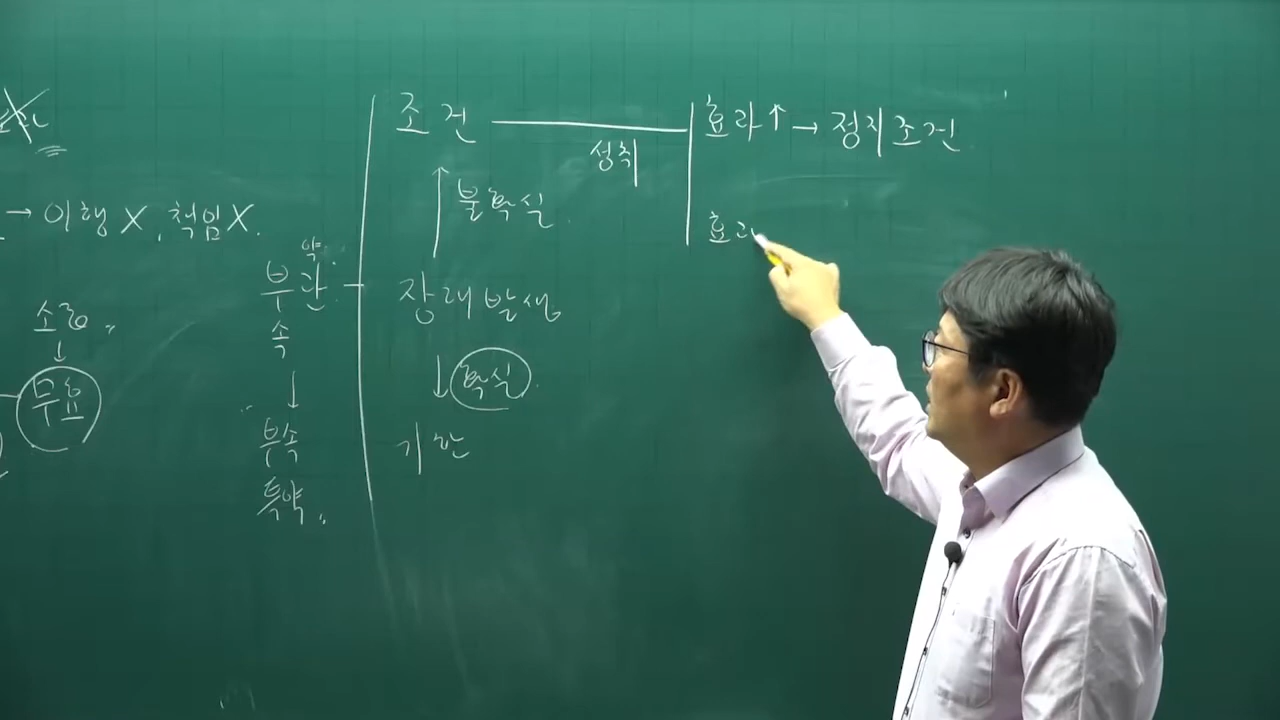 → 이행 X, 책임 X.
소급 〃
↓
무효
약
부관
속
↓
부속
특약 〃
조건
성취
↑ 불확실
장래 발생
↓ 확실
기한
효과↑ → 정지조건
효과